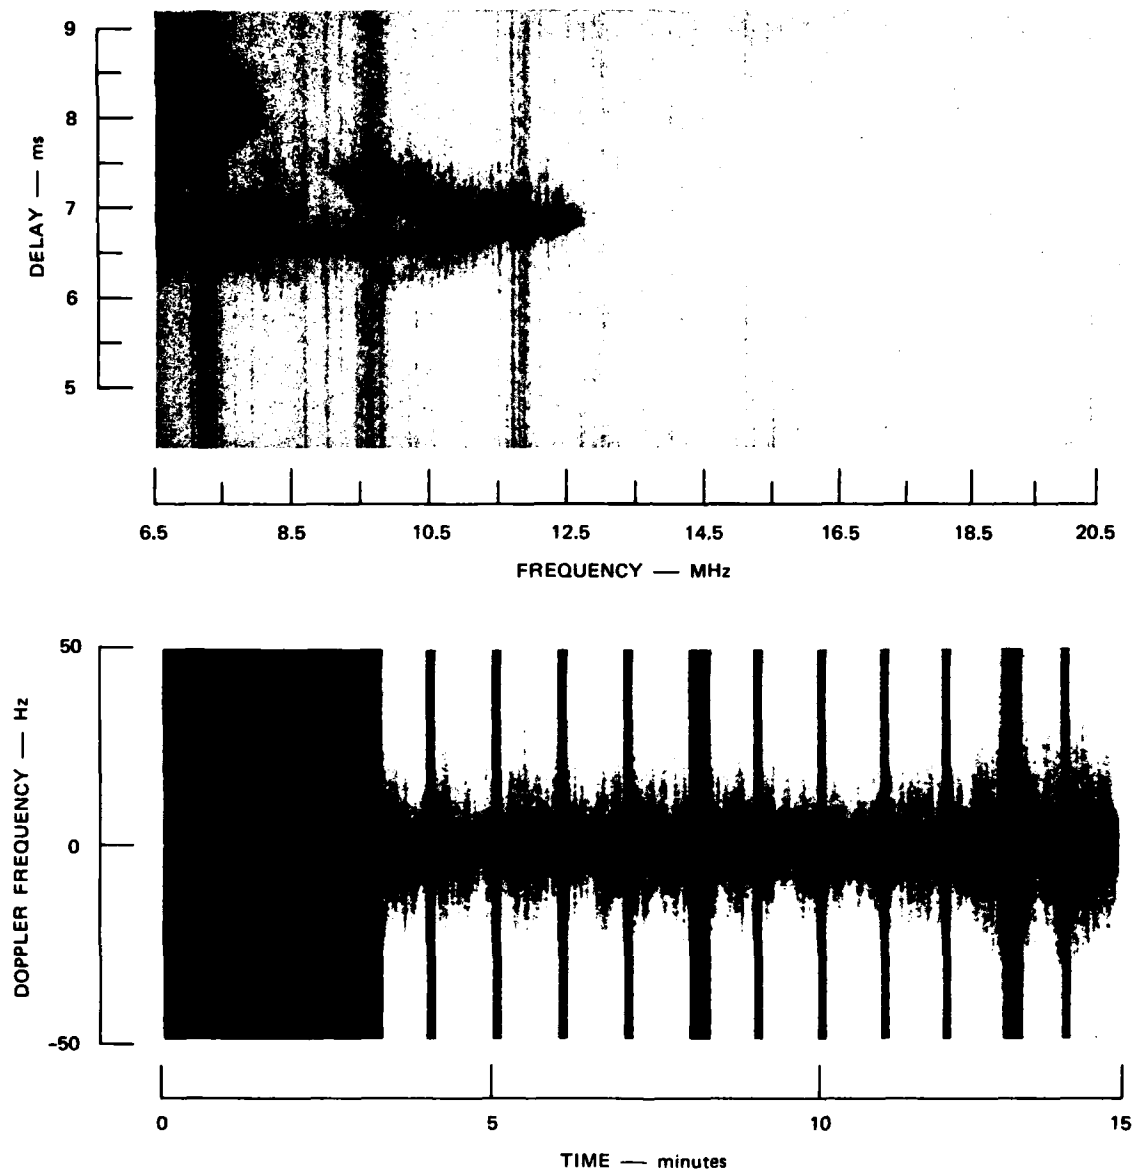 9
8
7
6
5
DELAY — ms
6.5 8.5 10.5 12.5 14.5 16.5 18.5 20.5
FREQUENCY — MHz
50
0
-50
DOPPLER FREQUENCY — Hz
0 5 10 15
TIME — minutes